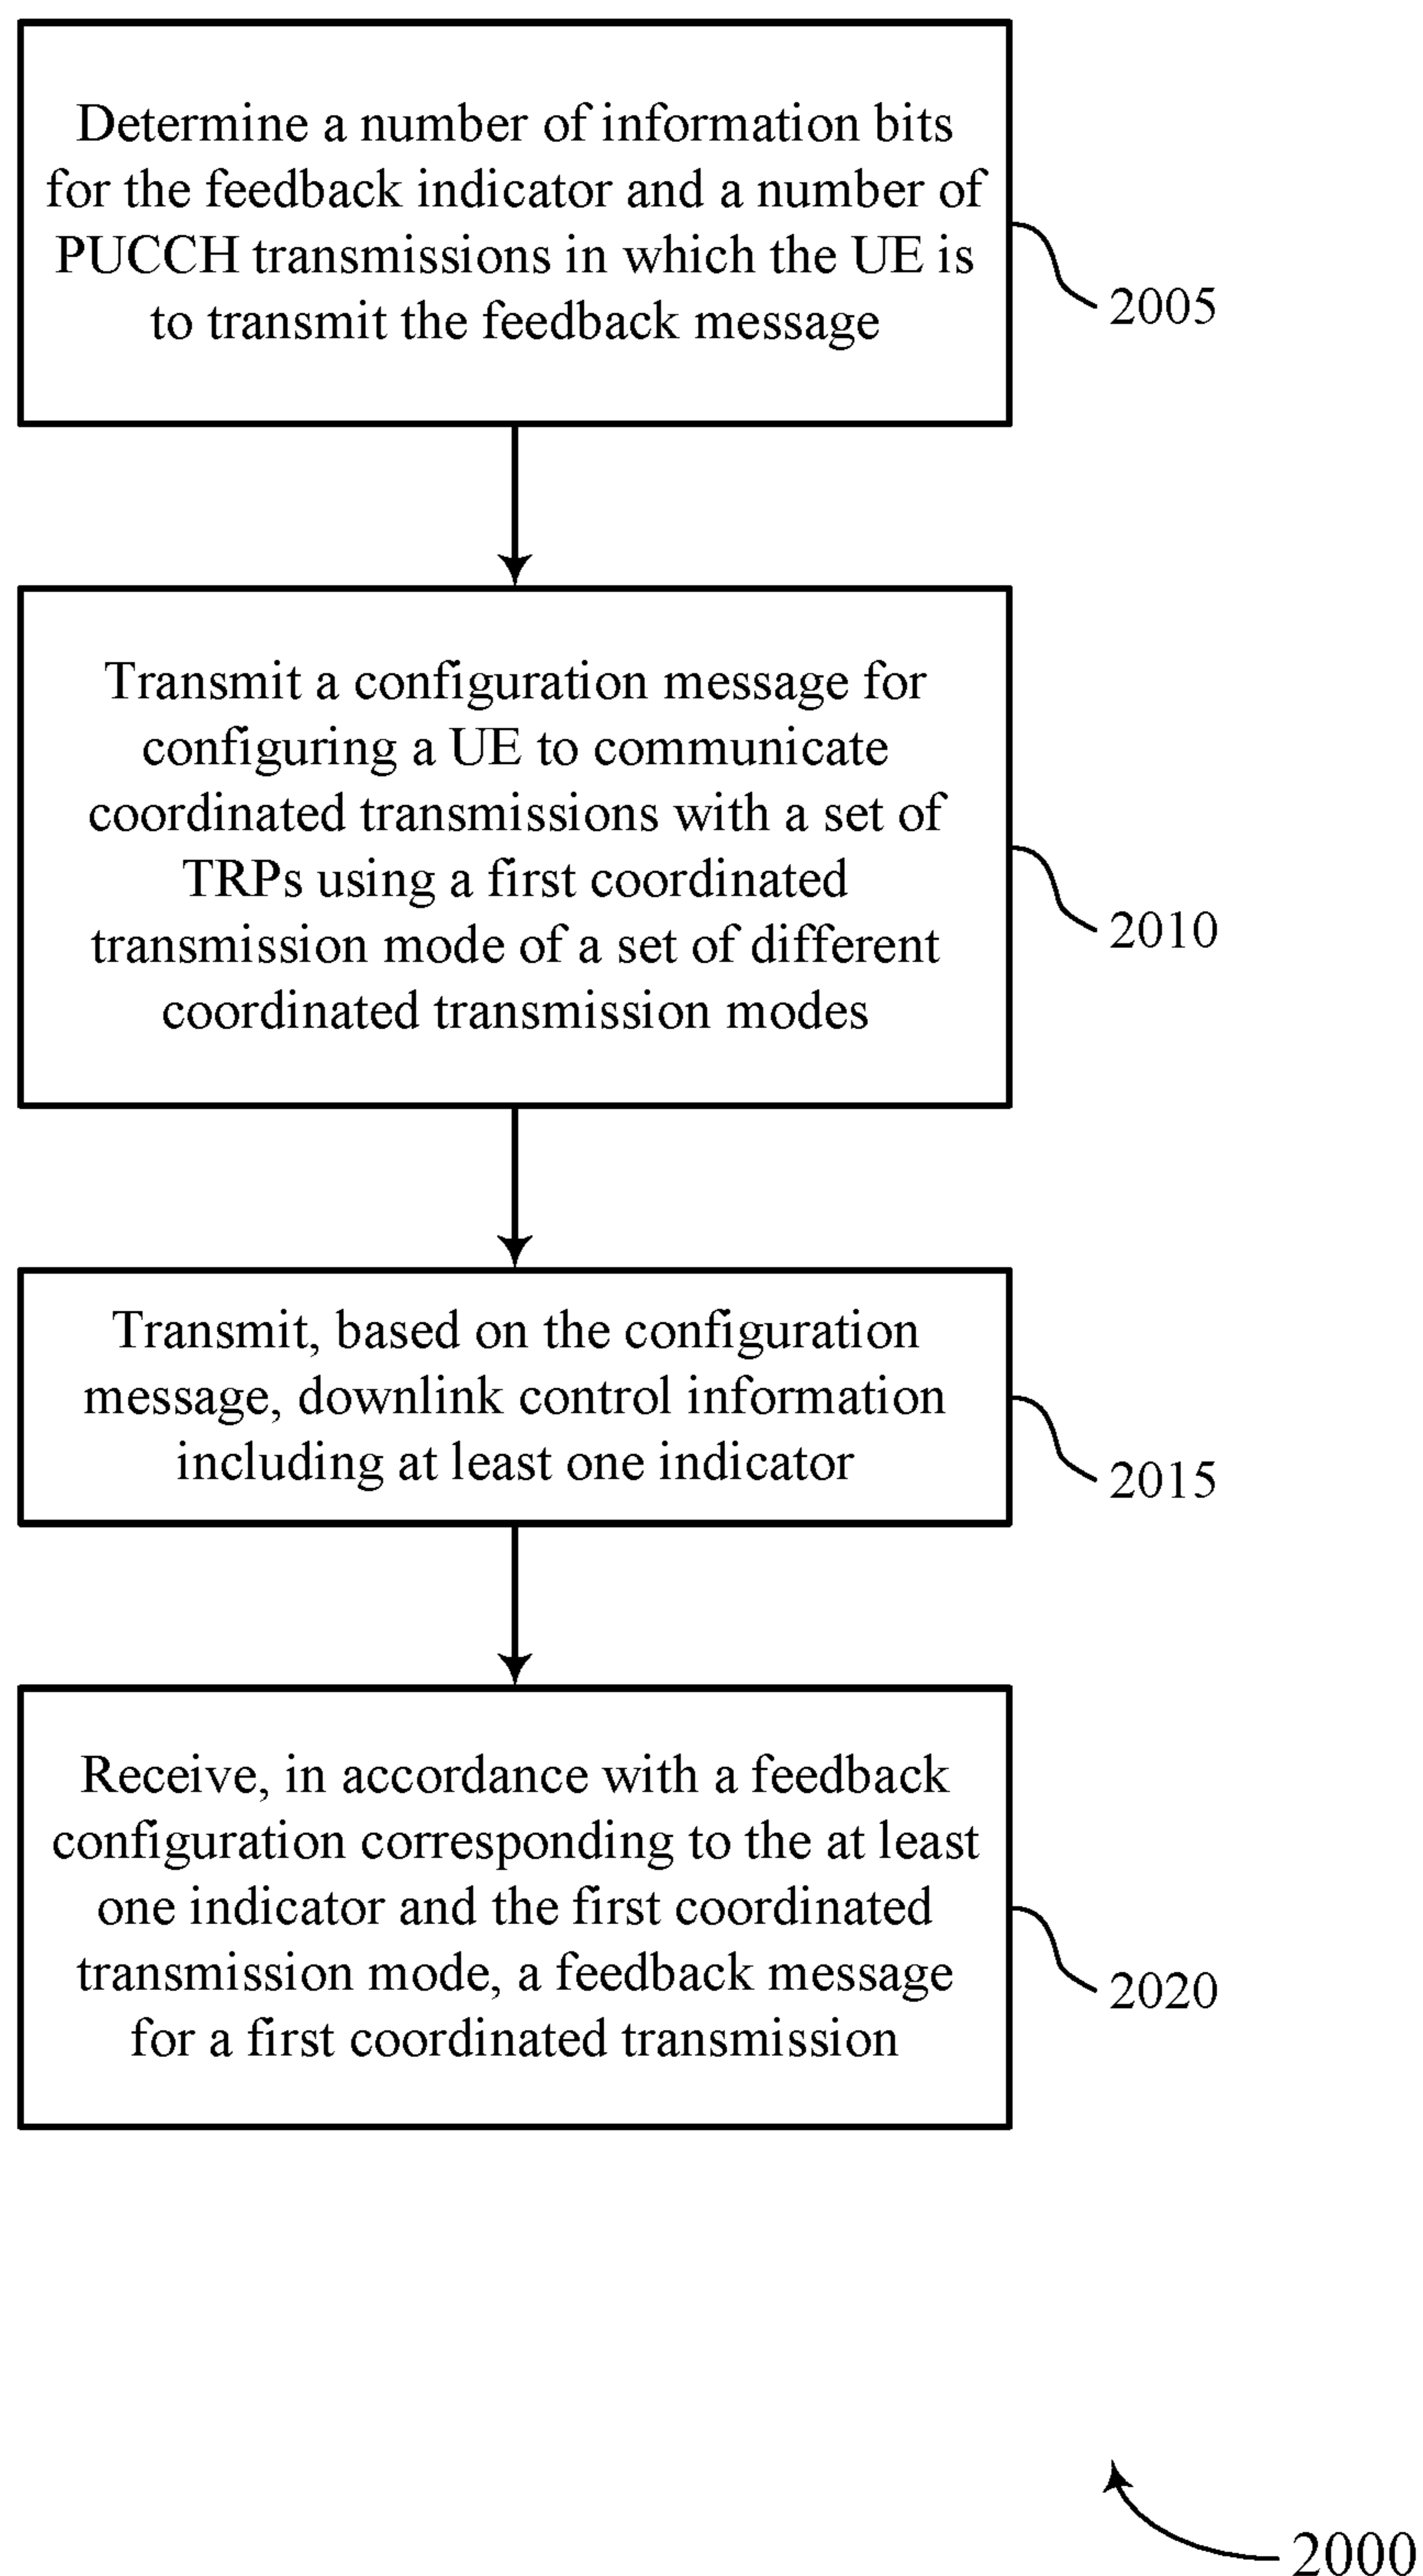 Determine a number of information bits
for the feedback indicator and a number of
PUCCH transmissions in which the UE is
to transmit the feedback message
2005
Transmit a configuration message for
configuring a UE to communicate
coordinated transmissions with a set of
TRPs using a first coordinated
transmission mode of a set of different
coordinated transmission modes
2010
Transmit, based on the configuration
message, downlink control information
including at least one indicator
2015
Receive, in accordance with a feedback
configuration corresponding to the at least
one indicator and the first coordinated
transmission mode, a feedback message
for a first coordinated transmission
2020
2000